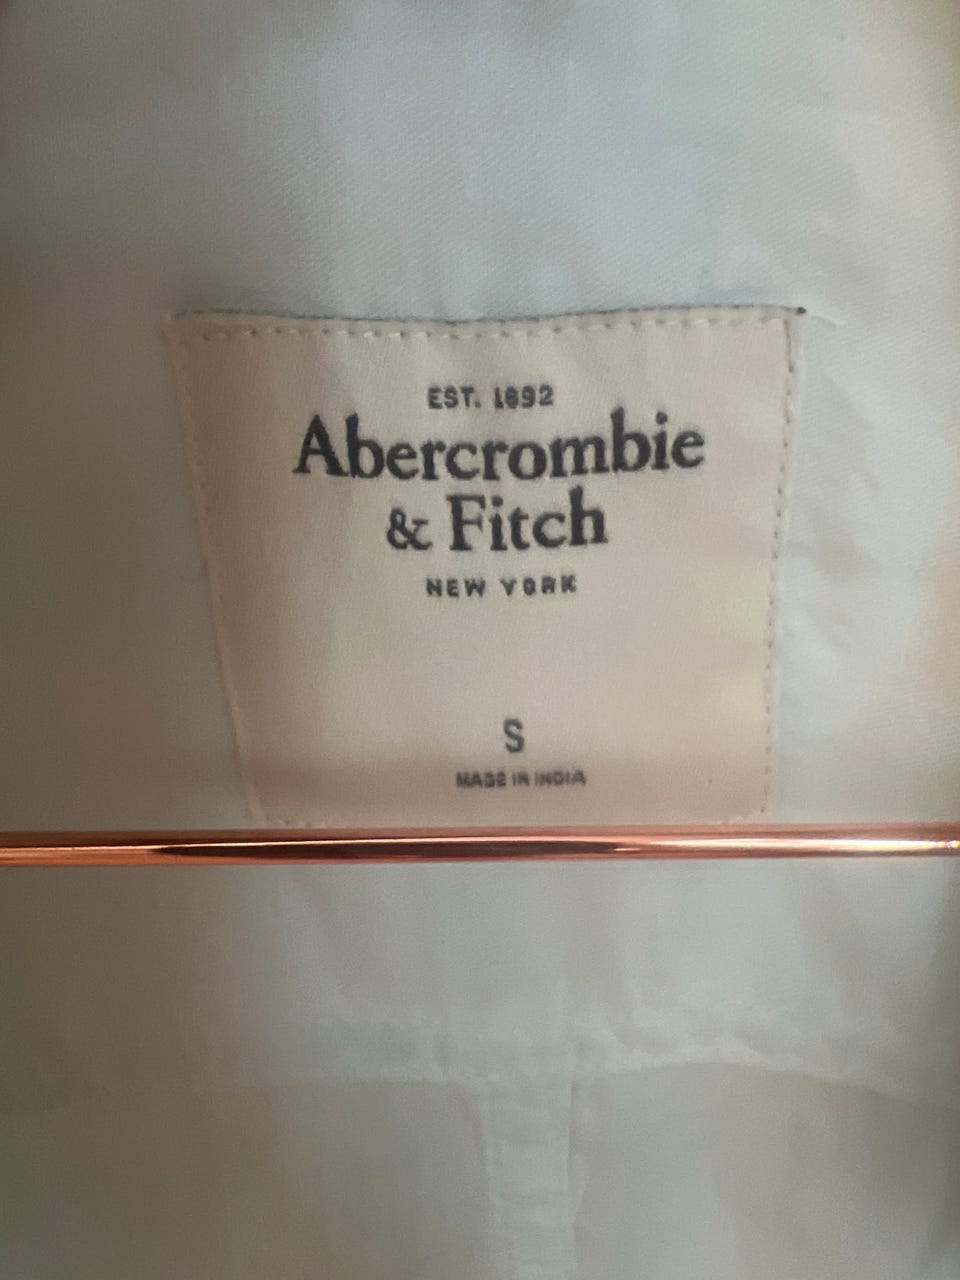 EST. 1892
Abercrombie
& Fitch
NEW YORK
S
MADE IN INDIA